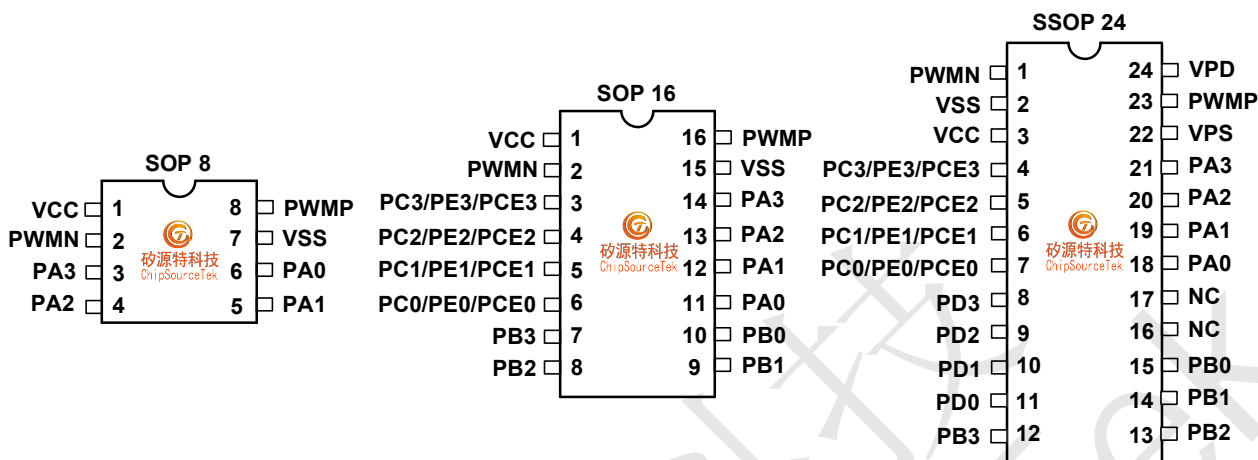 SOP 8
VCC 1 8 PWMP
PWMN 2 7 VSS
PA3 3 6 PA0
PA2 4 5 PA1
矽源特科技
ChipSourceTek
SOP 16
VCC 1 16 PWMP
PWMN 2 15 VSS
PC3/PE3/PCE3 3 14 PA3
PC2/PE2/PCE2 4 13 PA2
PC1/PE1/PCE1 5 12 PA1
PC0/PE0/PCE0 6 11 PA0
PB3 7 10 PB0
PB2 8 9 PB1
矽源特科技
ChipSourceTek
SSOP 24
PWMN 1 24 VPD
VSS 2 23 PWMP
VCC 3 22 VPS
PC3/PE3/PCE3 4 21 PA3
PC2/PE2/PCE2 5 20 PA2
PC1/PE1/PCE1 6 19 PA1
PC0/PE0/PCE0 7 18 PA0
PD3 8 17 NC
PD2 9 16 NC
PD1 10 15 PB0
PD0 11 14 PB1
PB3 12 13 PB2
矽源特科技
ChipSourceTek